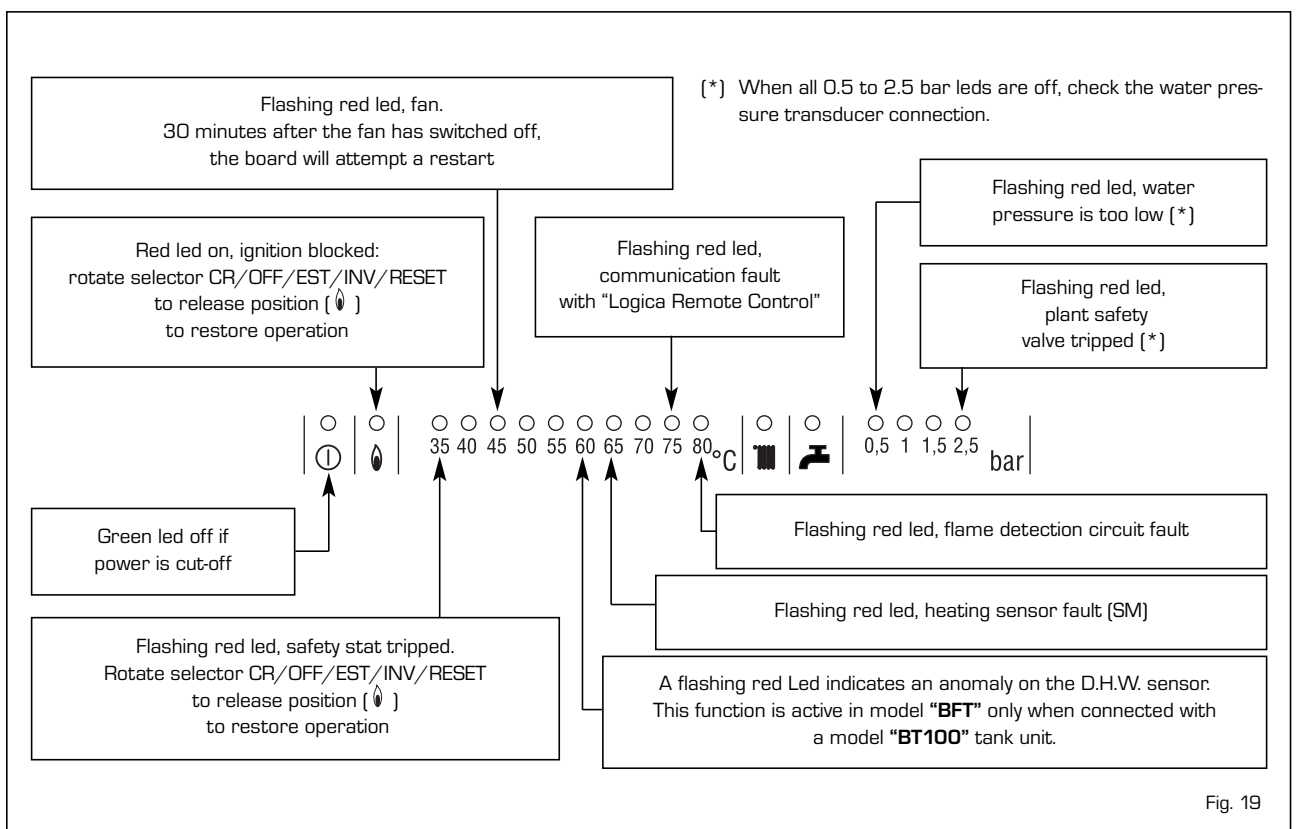 Flashing red led, fan.
30 minutes after the fan has switched off,
the board will attempt a restart
(*) When all 0.5 to 2.5 bar leds are off, check the water pres-
sure transducer connection.
Red led on, ignition blocked:
rotate selector CR/OFF/EST/INV/RESET
to release position ( )
to restore operation
Flashing red led,
communication fault
with “Logica Remote Control”
Flashing red led, water
pressure is too low (*)
Flashing red led,
plant safety
valve tripped (*)
35 40 45 50 55 60 65 70 75 80 °C 0,5 1 1,5 2,5 bar
Green led off if
power is cut-off
Flashing red led, safety stat tripped.
Rotate selector CR/OFF/EST/INV/RESET
to release position ( )
to restore operation
Flashing red led, flame detection circuit fault
Flashing red led, heating sensor fault (SM)
A flashing red Led indicates an anomaly on the D.H.W. sensor.
This function is active in model “BFT” only when connected with
a model “BT100” tank unit.
Fig. 19